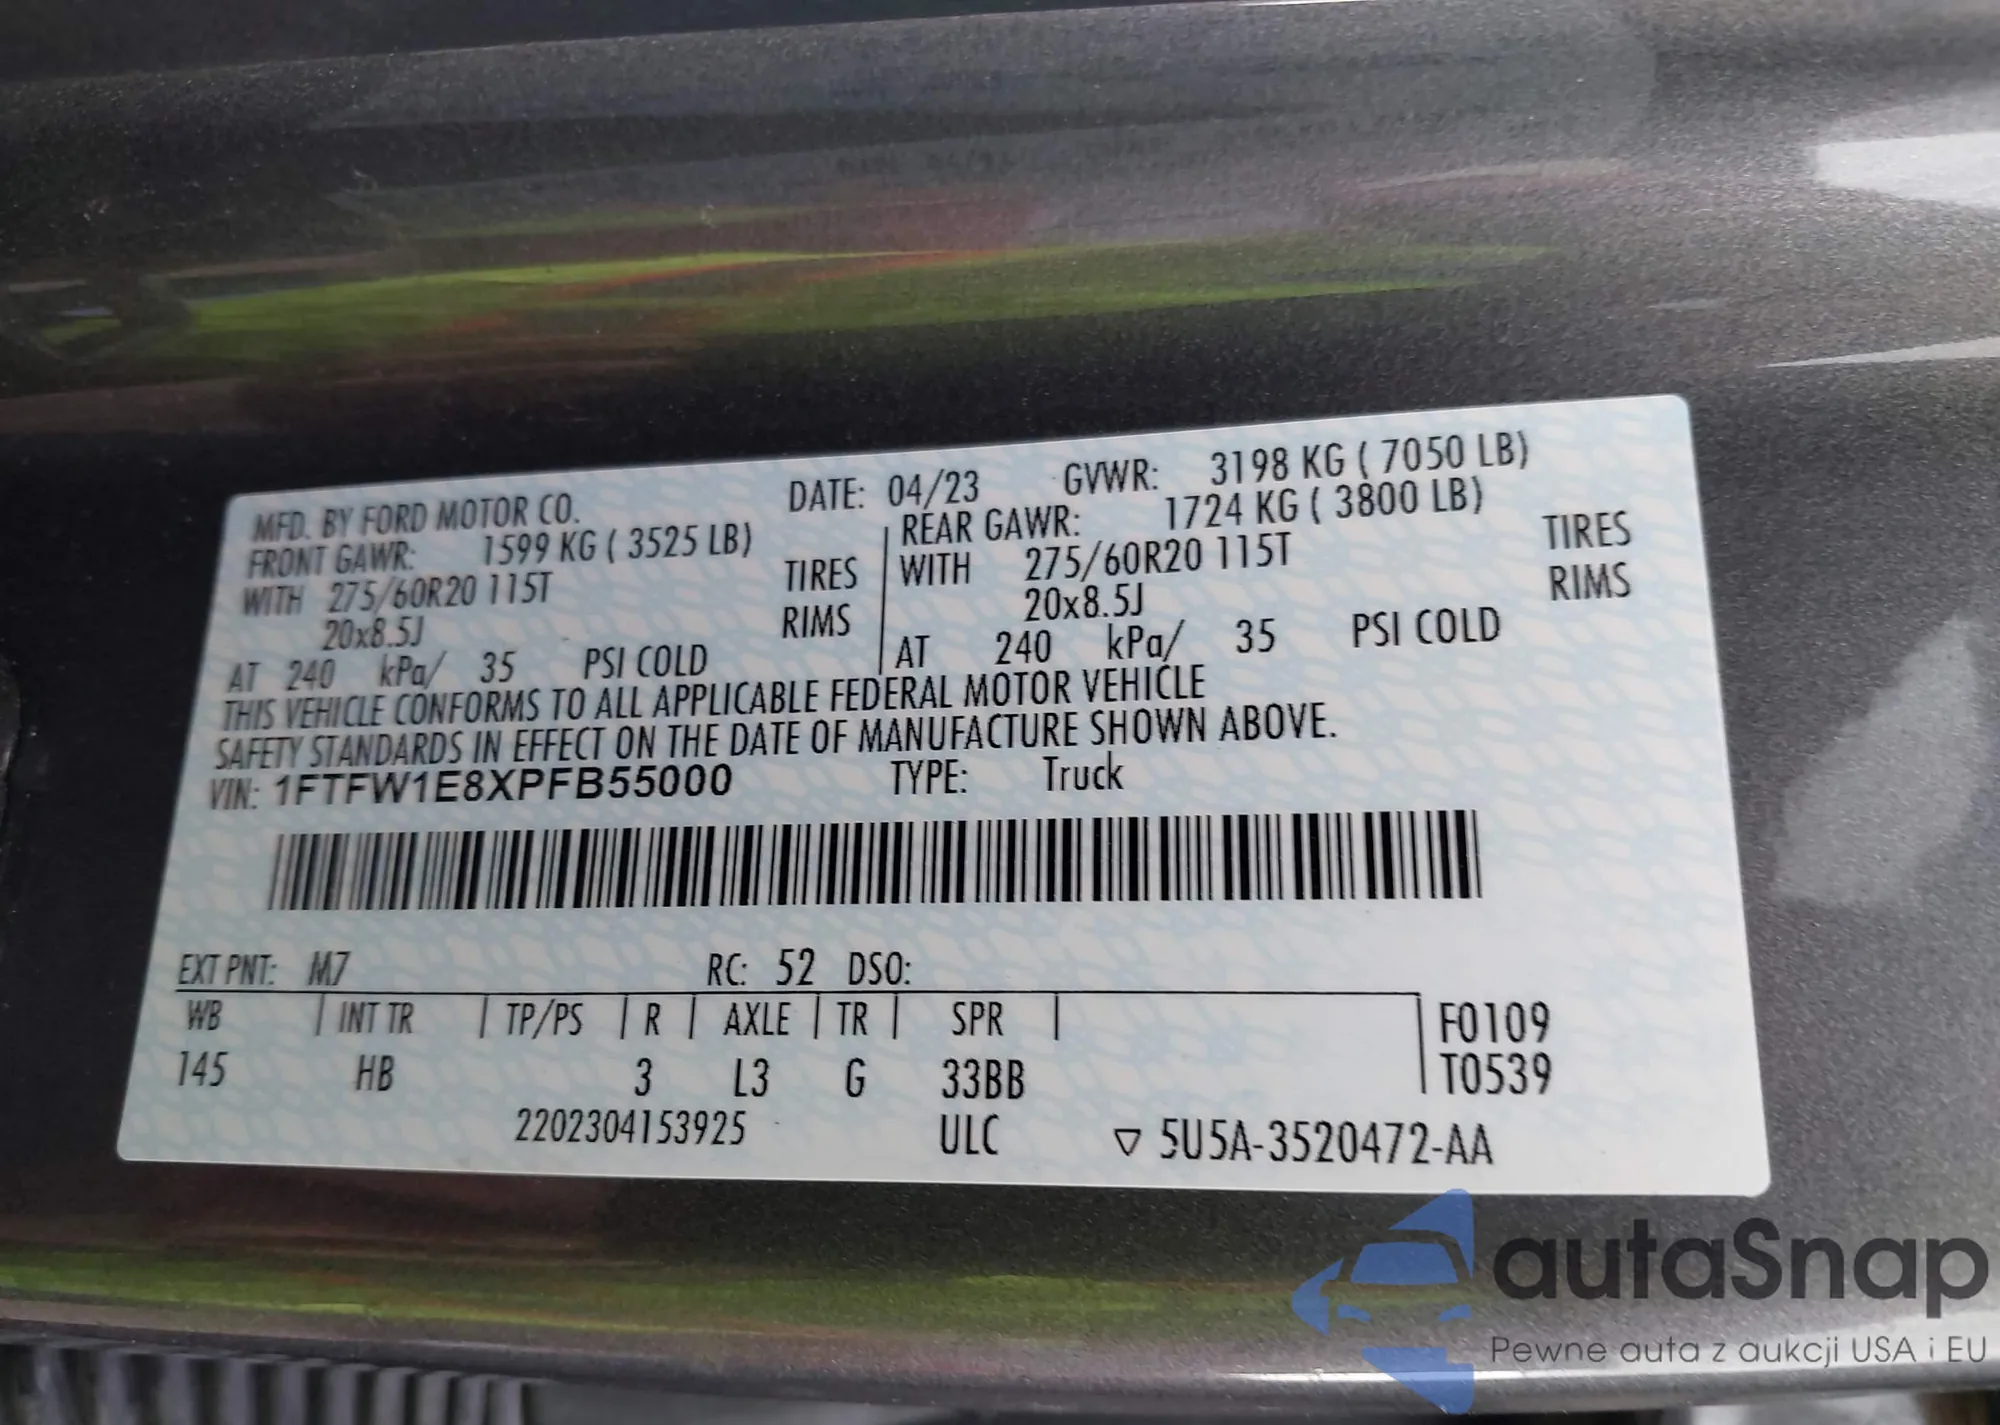 MFD. BY FORD MOTOR CO. DATE: 04/23 GVWR: 3198 KG ( 7050 LB)
FRONT GAWR: 1599 KG ( 3525 LB) REAR GAWR: 1724 KG ( 3800 LB)
WITH 275/60R20 115T TIRES WITH 275/60R20 115T TIRES
20x8.5J RIMS 20x8.5J RIMS
AT 240 kPa/ 35 PSI COLD AT 240 kPa/ 35 PSI COLD
THIS VEHICLE CONFORMS TO ALL APPLICABLE FEDERAL MOTOR VEHICLE
SAFETY STANDARDS IN EFFECT ON THE DATE OF MANUFACTURE SHOWN ABOVE.
VIN: 1FTFW1E8XPFB55000 TYPE: Truck
EXT PNT: M7 RC: 52 DSO:
WB INT TR TP/PS R AXLE TR SPR F0109
145 HB 3 L3 G 33BB T0539
2202304153925 ULC ▽ 5U5A-3520472-AA
autaSnap
Pewne auta z aukcji USA i EU